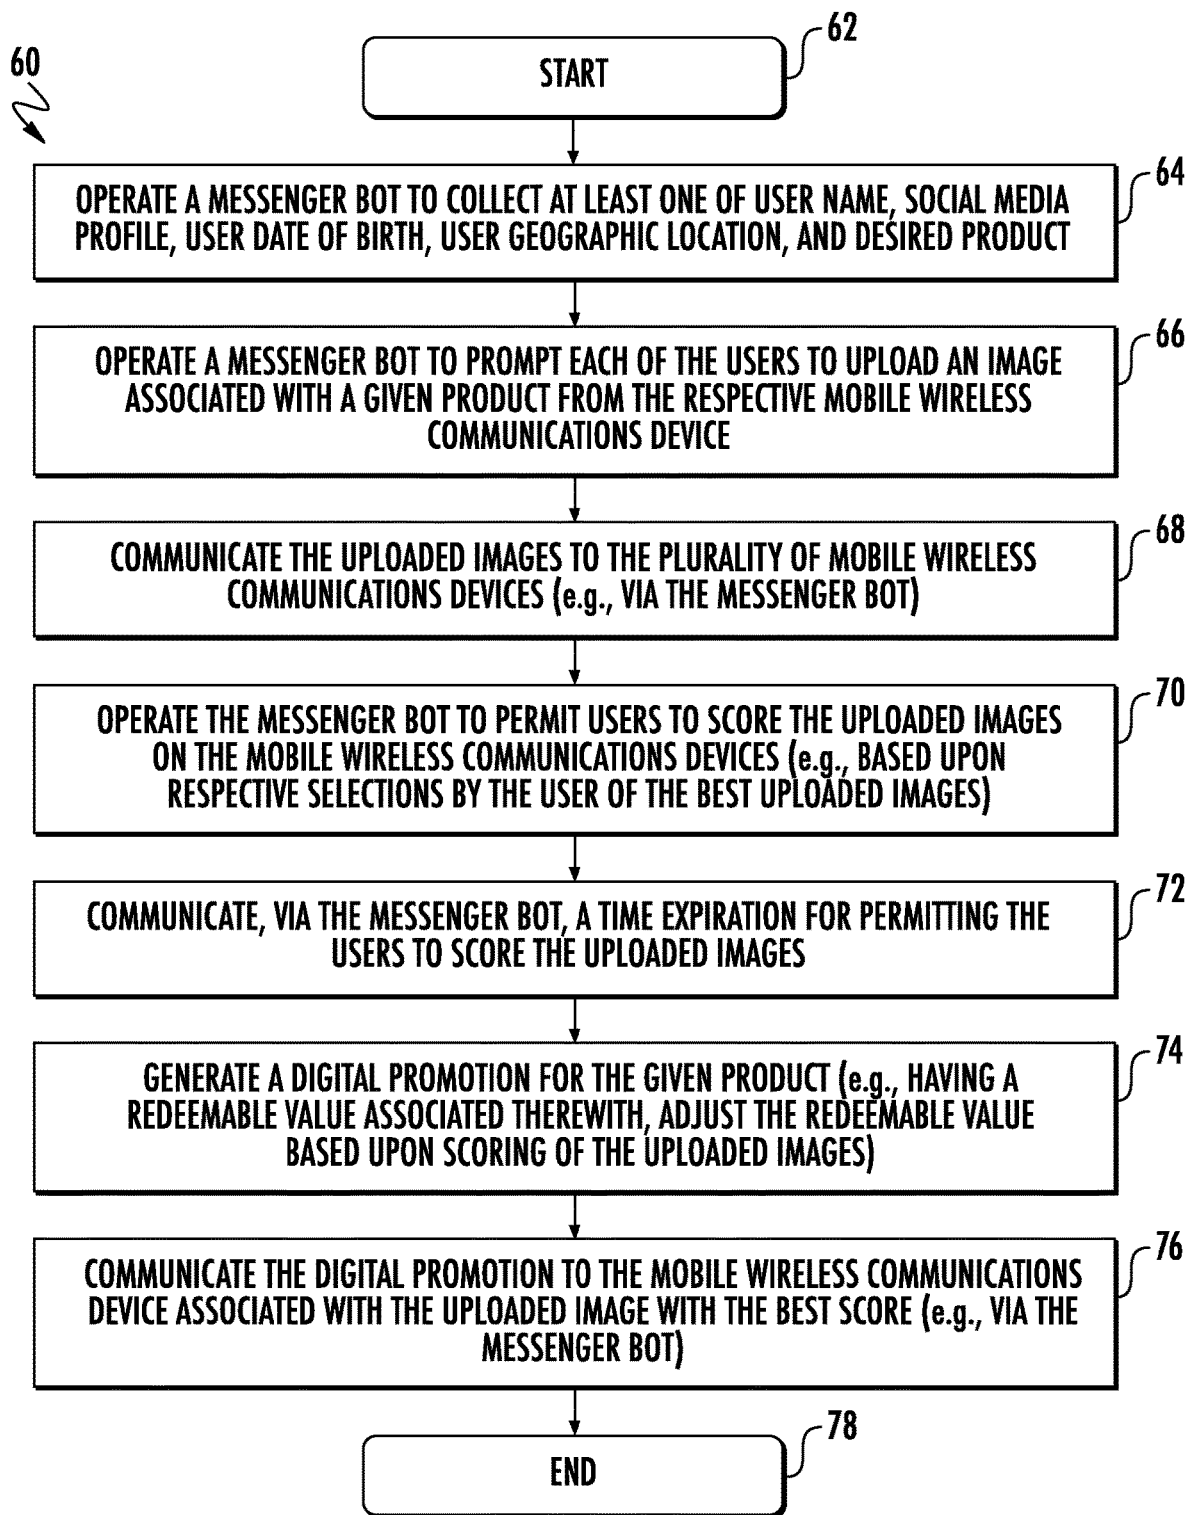 60
62
START
64
OPERATE A MESSENGER BOT TO COLLECT AT LEAST ONE OF USER NAME, SOCIAL MEDIA
PROFILE, USER DATE OF BIRTH, USER GEOGRAPHIC LOCATION, AND DESIRED PRODUCT
66
OPERATE A MESSENGER BOT TO PROMPT EACH OF THE USERS TO UPLOAD AN IMAGE
ASSOCIATED WITH A GIVEN PRODUCT FROM THE RESPECTIVE MOBILE WIRELESS
COMMUNICATIONS DEVICE
68
COMMUNICATE THE UPLOADED IMAGES TO THE PLURALITY OF MOBILE WIRELESS
COMMUNICATIONS DEVICES (e.g., VIA THE MESSENGER BOT)
70
OPERATE THE MESSENGER BOT TO PERMIT USERS TO SCORE THE UPLOADED IMAGES
ON THE MOBILE WIRELESS COMMUNICATIONS DEVICES (e.g., BASED UPON
RESPECTIVE SELECTIONS BY THE USER OF THE BEST UPLOADED IMAGES)
72
COMMUNICATE, VIA THE MESSENGER BOT, A TIME EXPIRATION FOR PERMITTING THE
USERS TO SCORE THE UPLOADED IMAGES
74
GENERATE A DIGITAL PROMOTION FOR THE GIVEN PRODUCT (e.g., HAVING A
REDEEMABLE VALUE ASSOCIATED THEREWITH, ADJUST THE REDEEMABLE VALUE
BASED UPON SCORING OF THE UPLOADED IMAGES)
76
COMMUNICATE THE DIGITAL PROMOTION TO THE MOBILE WIRELESS COMMUNICATIONS
DEVICE ASSOCIATED WITH THE UPLOADED IMAGE WITH THE BEST SCORE (e.g., VIA THE
MESSENGER BOT)
78
END